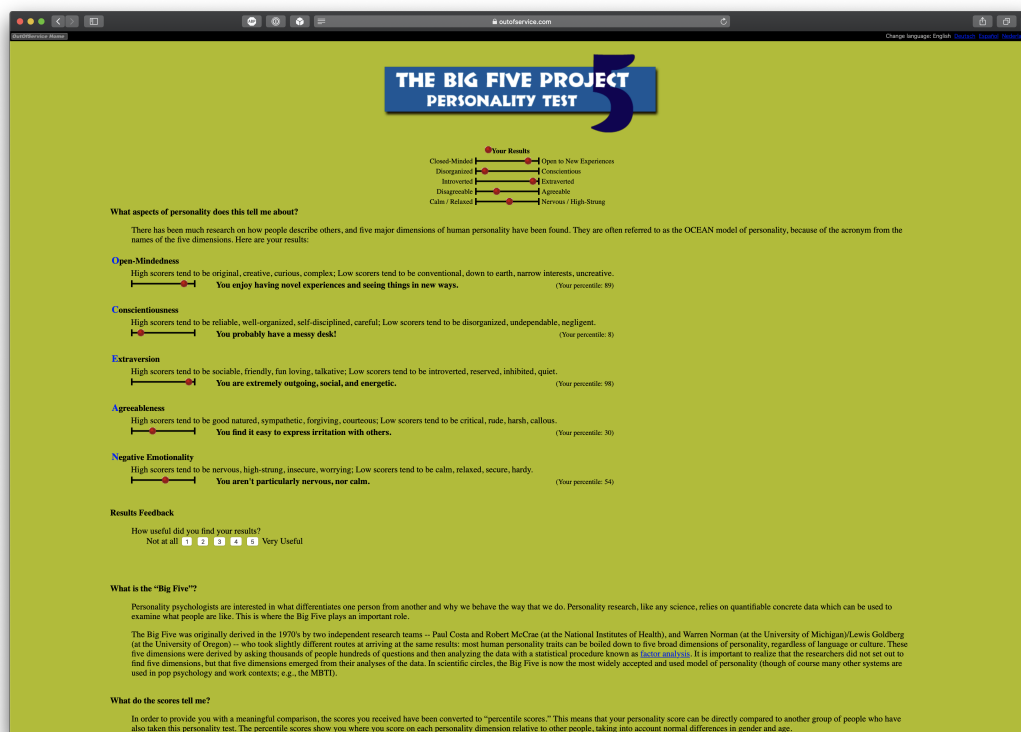 outofservice.com
OutOfService Home
Change language: English Deutsch Español Nederla
THE BIG FIVE PROJECT
PERSONALITY TEST
5
Your Results
Closed-Minded Open to New Experiences
Disorganized Conscientious
Introverted Extraverted
Disagreeable Agreeable
Calm / Relaxed Nervous / High-Strung
What aspects of personality does this tell me about?
There has been much research on how people describe others, and five major dimensions of human personality have been found. They are often referred to as the OCEAN model of personality, because of the acronym from the
names of the five dimensions. Here are your results:
Open-Mindedness
High scorers tend to be original, creative, curious, complex; Low scorers tend to be conventional, down to earth, narrow interests, uncreative.
You enjoy having novel experiences and seeing things in new ways. (Your percentile: 89)
Conscientiousness
High scorers tend to be reliable, well-organized, self-disciplined, careful; Low scorers tend to be disorganized, undependable, negligent.
You probably have a messy desk! (Your percentile: 8)
Extraversion
High scorers tend to be sociable, friendly, fun loving, talkative; Low scorers tend to be introverted, reserved, inhibited, quiet.
You are extremely outgoing, social, and energetic. (Your percentile: 98)
Agreeableness
High scorers tend to be good natured, sympathetic, forgiving, courteous; Low scorers tend to be critical, rude, harsh, callous.
You find it easy to express irritation with others. (Your percentile: 30)
Negative Emotionality
High scorers tend to be nervous, high-strung, insecure, worrying; Low scorers tend to be calm, relaxed, secure, hardy.
You aren't particularly nervous, nor calm. (Your percentile: 54)
Results Feedback
How useful did you find your results?
Not at all 1 2 3 4 5 Very Useful
What is the “Big Five”?
Personality psychologists are interested in what differentiates one person from another and why we behave the way that we do. Personality research, like any science, relies on quantifiable concrete data which can be used to
examine what people are like. This is where the Big Five plays an important role.
The Big Five was originally derived in the 1970's by two independent research teams -- Paul Costa and Robert McCrae (at the National Institutes of Health), and Warren Norman (at the University of Michigan)/Lewis Goldberg
(at the University of Oregon) -- who took slightly different routes at arriving at the same results: most human personality traits can be boiled down to five broad dimensions of personality, regardless of language or culture. These
five dimensions were derived by asking thousands of people hundreds of questions and then analyzing the data with a statistical procedure known as factor analysis. It is important to realize that the researchers did not set out to
find five dimensions, but that five dimensions emerged from their analyses of the data. In scientific circles, the Big Five is now the most widely accepted and used model of personality (though of course many other systems are
used in pop psychology and work contexts; e.g., the MBTI).
What do the scores tell me?
In order to provide you with a meaningful comparison, the scores you received have been converted to “percentile scores.” This means that your personality score can be directly compared to another group of people who have
also taken this personality test. The percentile scores show you where you score on each personality dimension relative to other people, taking into account normal differences in gender and age.